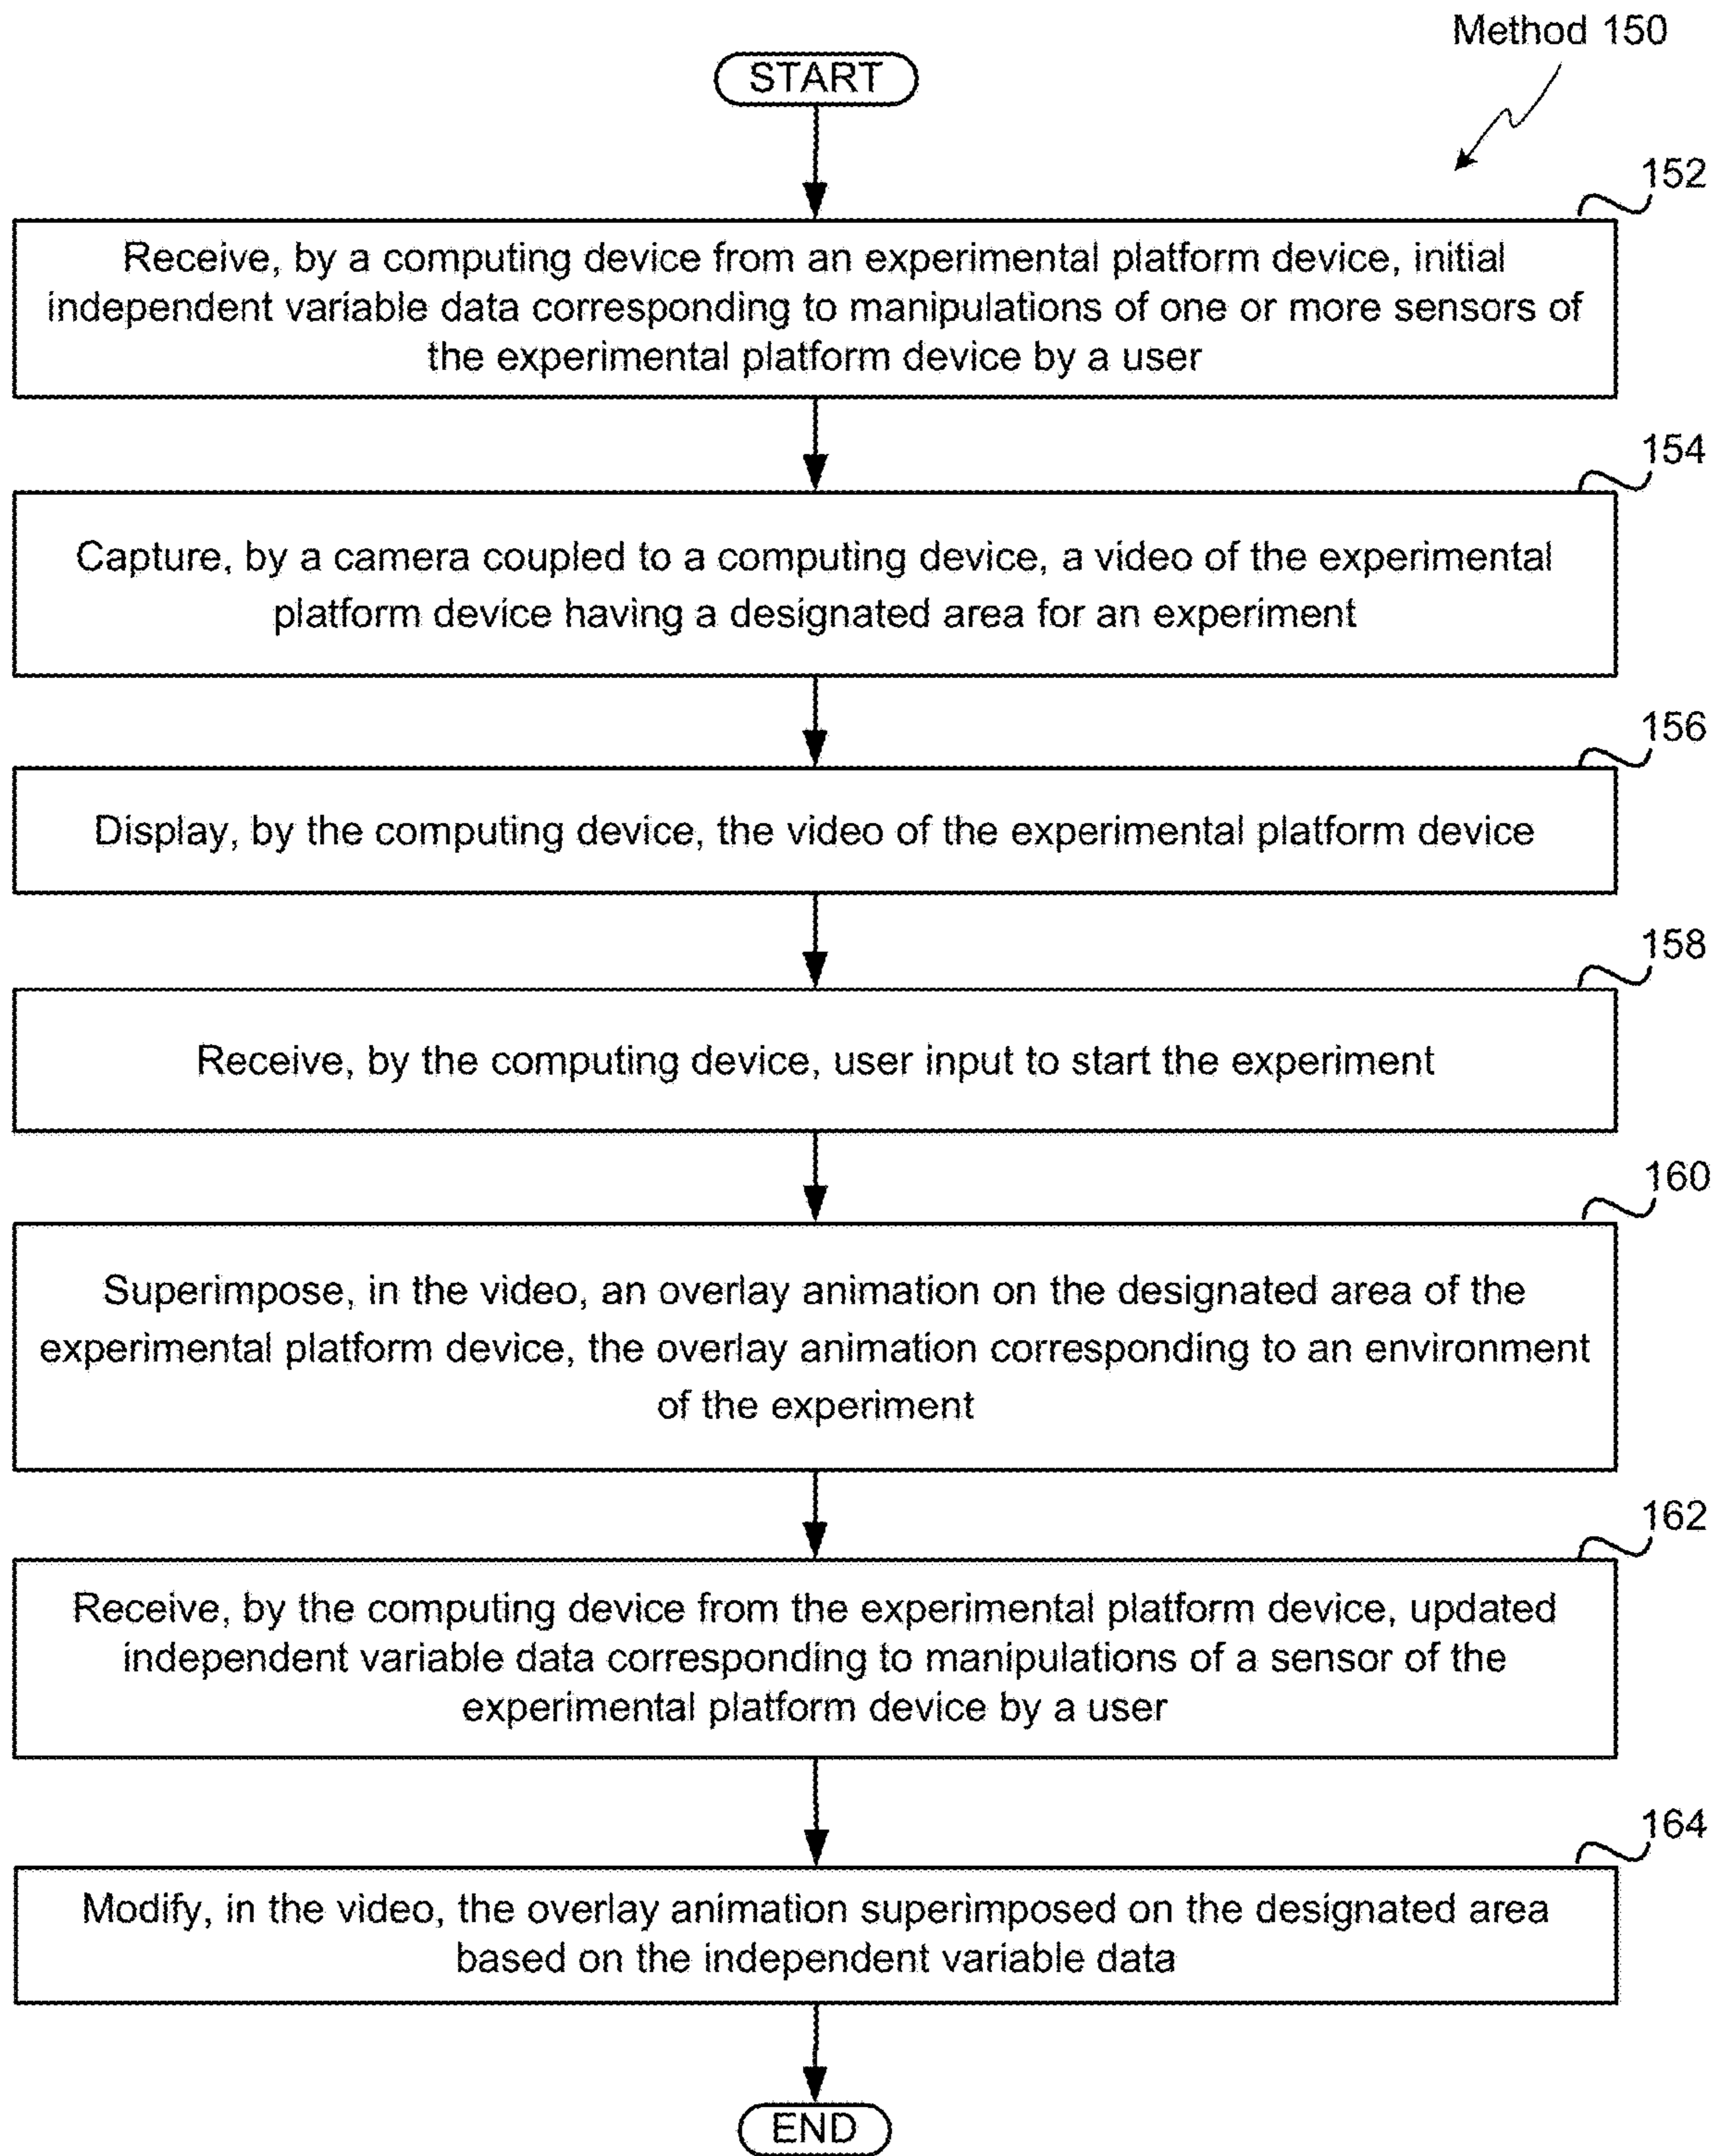 Method 150
START
152
Receive, by a computing device from an experimental platform device, initial
independent variable data corresponding to manipulations of one or more sensors of
the experimental platform device by a user
154
Capture, by a camera coupled to a computing device, a video of the experimental
platform device having a designated area for an experiment
156
Display, by the computing device, the video of the experimental platform device
158
Receive, by the computing device, user input to start the experiment
160
Superimpose, in the video, an overlay animation on the designated area of the
experimental platform device, the overlay animation corresponding to an environment
of the experiment
162
Receive, by the computing device from the experimental platform device, updated
independent variable data corresponding to manipulations of a sensor of the
experimental platform device by a user
164
Modify, in the video, the overlay animation superimposed on the designated area
based on the independent variable data
END